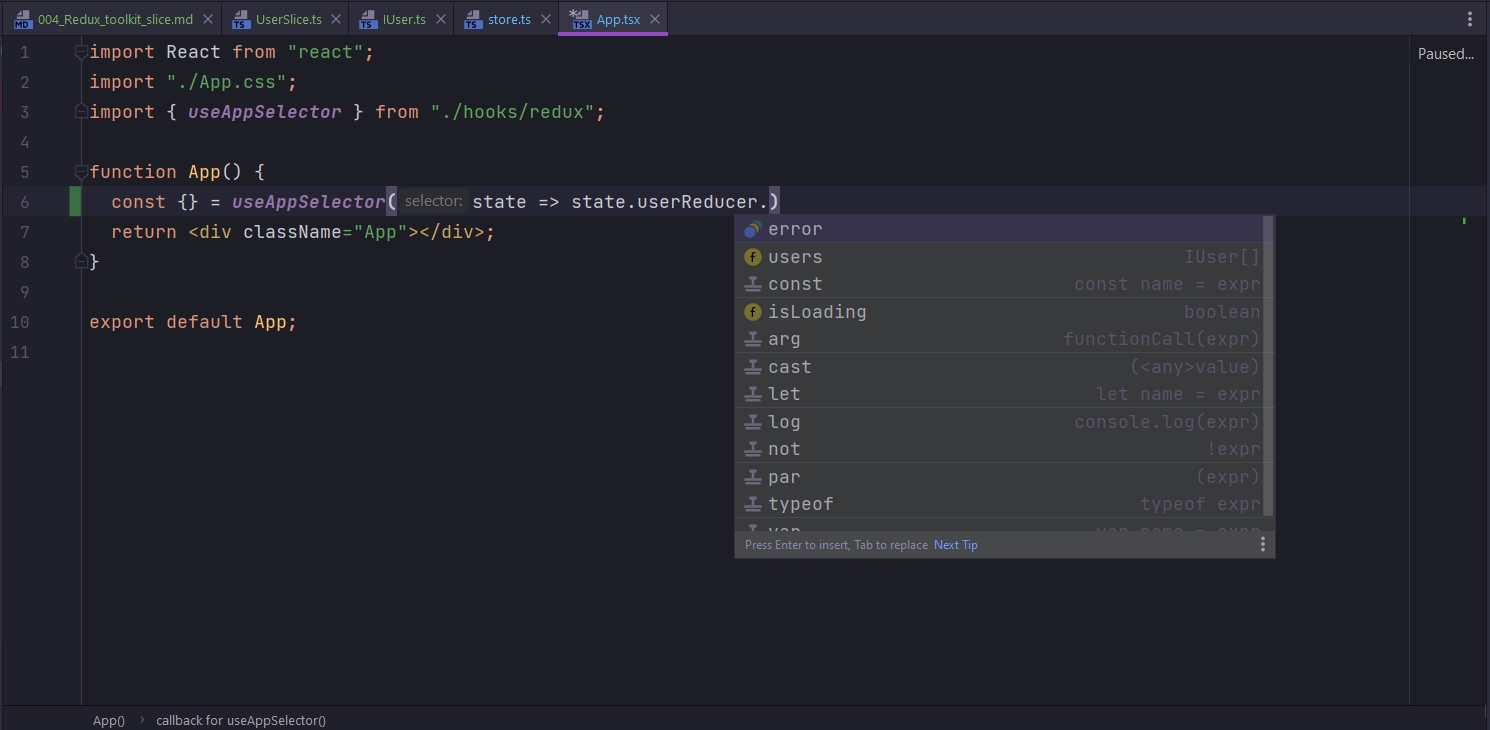 004_Redux_toolkit_slice.md UserSlice.ts IUser.ts store.ts App.tsx
Paused...
1 import React from "react";
2 import "./App.css";
3 import { useAppSelector } from "./hooks/redux";
4
5 function App() {
6 const {} = useAppSelector( selector: state => state.userReducer.)
7 return <div className="App"></div>;
8 }
9
10 export default App;
11
error
users IUser[]
const const name = expr
isLoading boolean
arg functionCall(expr)
cast (<any>value)
let let name = expr
log console.log(expr)
not !expr
par (expr)
typeof typeof expr
var var name = expr
Press Enter to insert, Tab to replace Next Tip
App() › callback for useAppSelector()